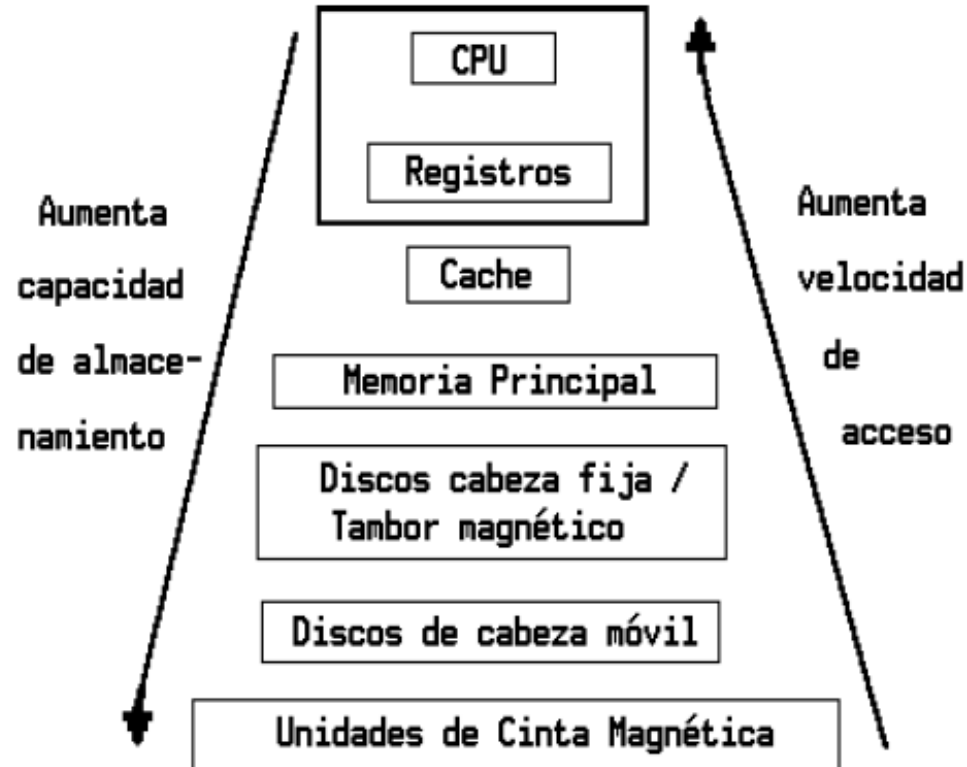 CPU
Registros
Cache
Memoria Principal
Discos cabeza fija /
Tambor magnético
Discos de cabeza móvil
Unidades de Cinta Magnética
Aumenta
capacidad
de almace-
namiento
Aumenta
velocidad
de
acceso